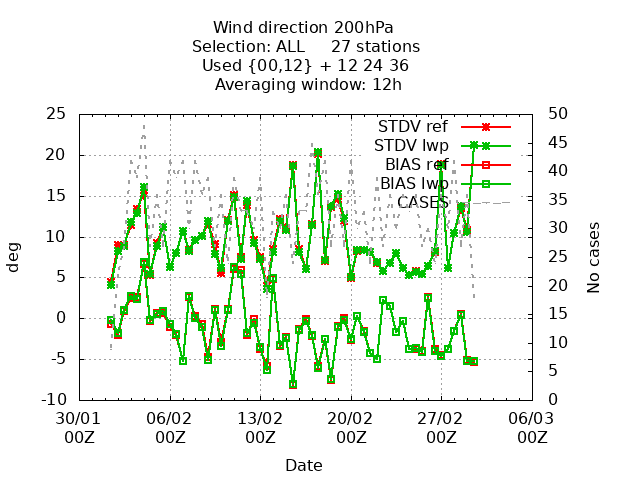 Wind direction 200hPa
Selection: ALL 27 stations
Used {00,12} + 12 24 36
Averaging window: 12h
25 50
20 45
15 40
10 35
5 30
0 25
-5 20
-10 15
10
5
0
deg
No cases
STDV ref
STDV lwp
BIAS ref
BIAS lwp
CASES
30/01 06/02 13/02 20/02 27/02 06/03
00Z 00Z 00Z 00Z 00Z 00Z
Date